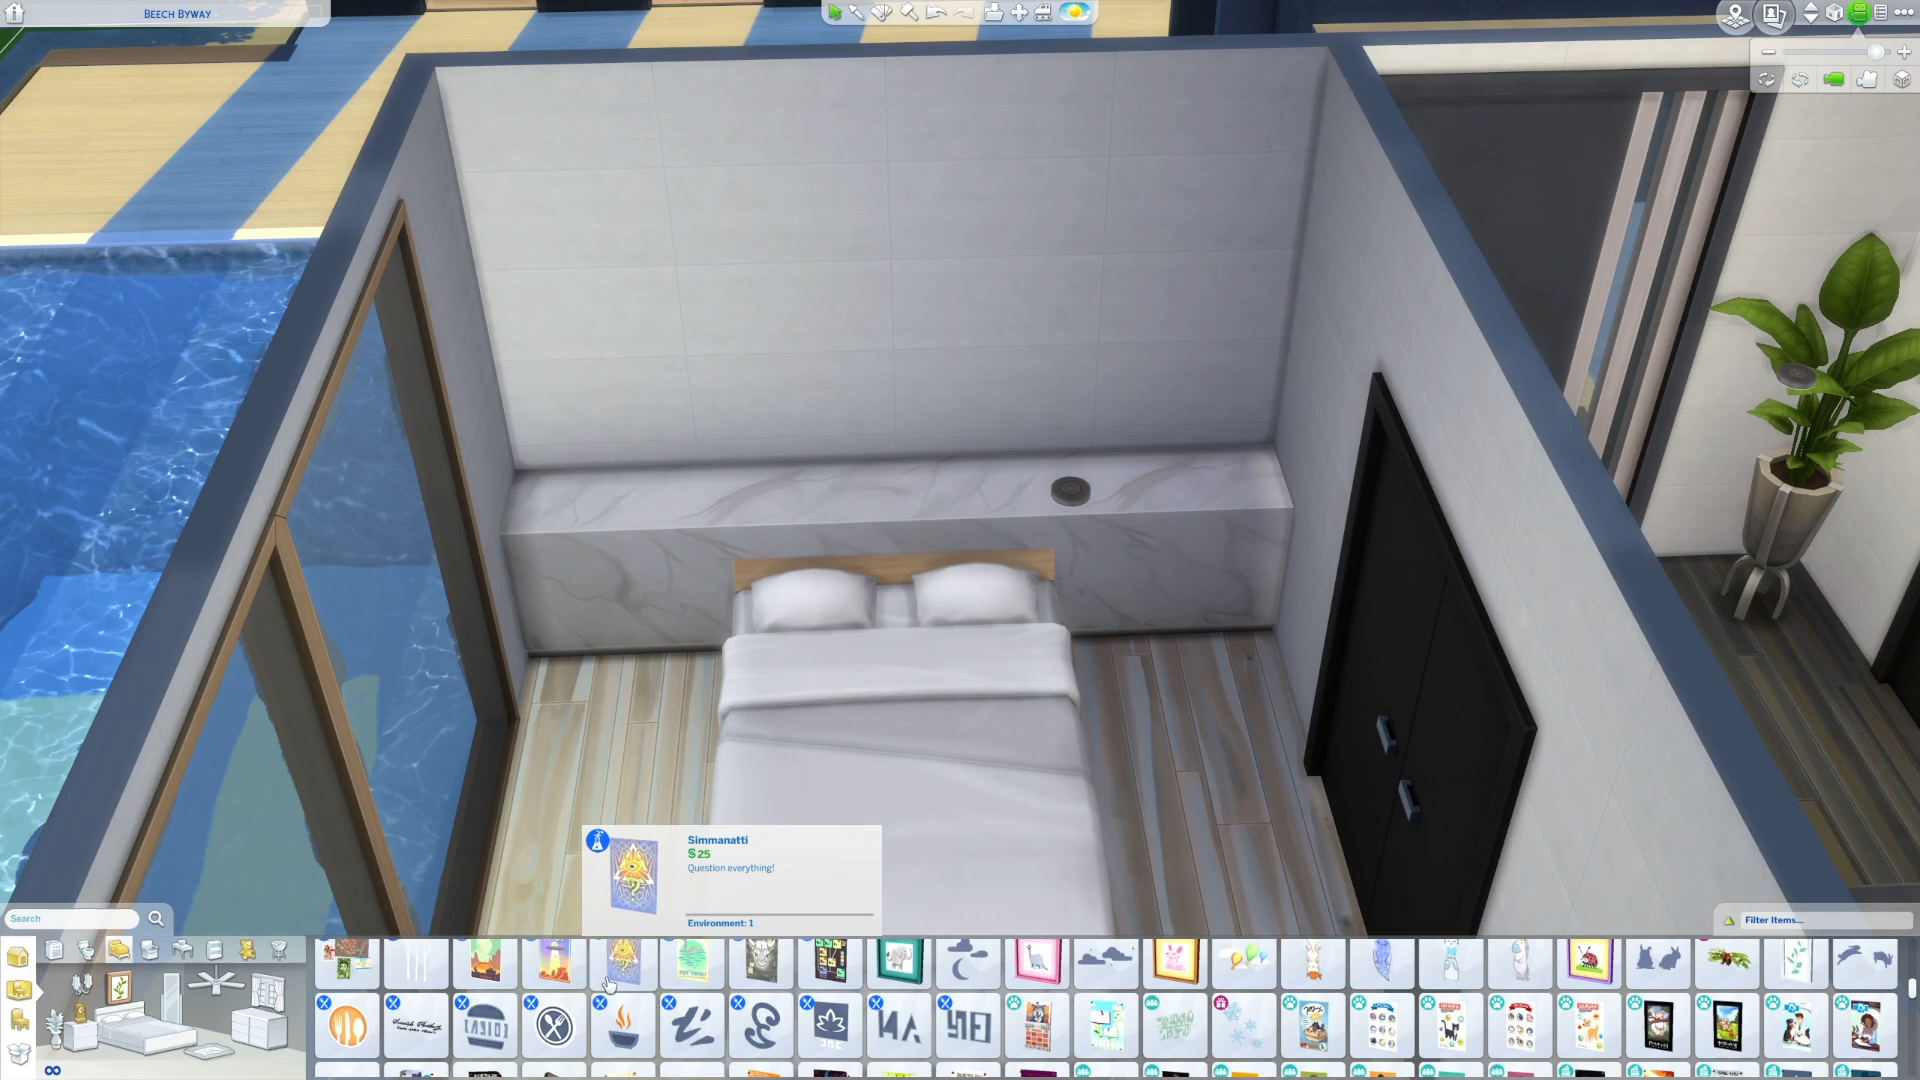 BEECH BYWAY
Simmanatti
§25
Question everything!
Environment: 1
Search
Filter Items...